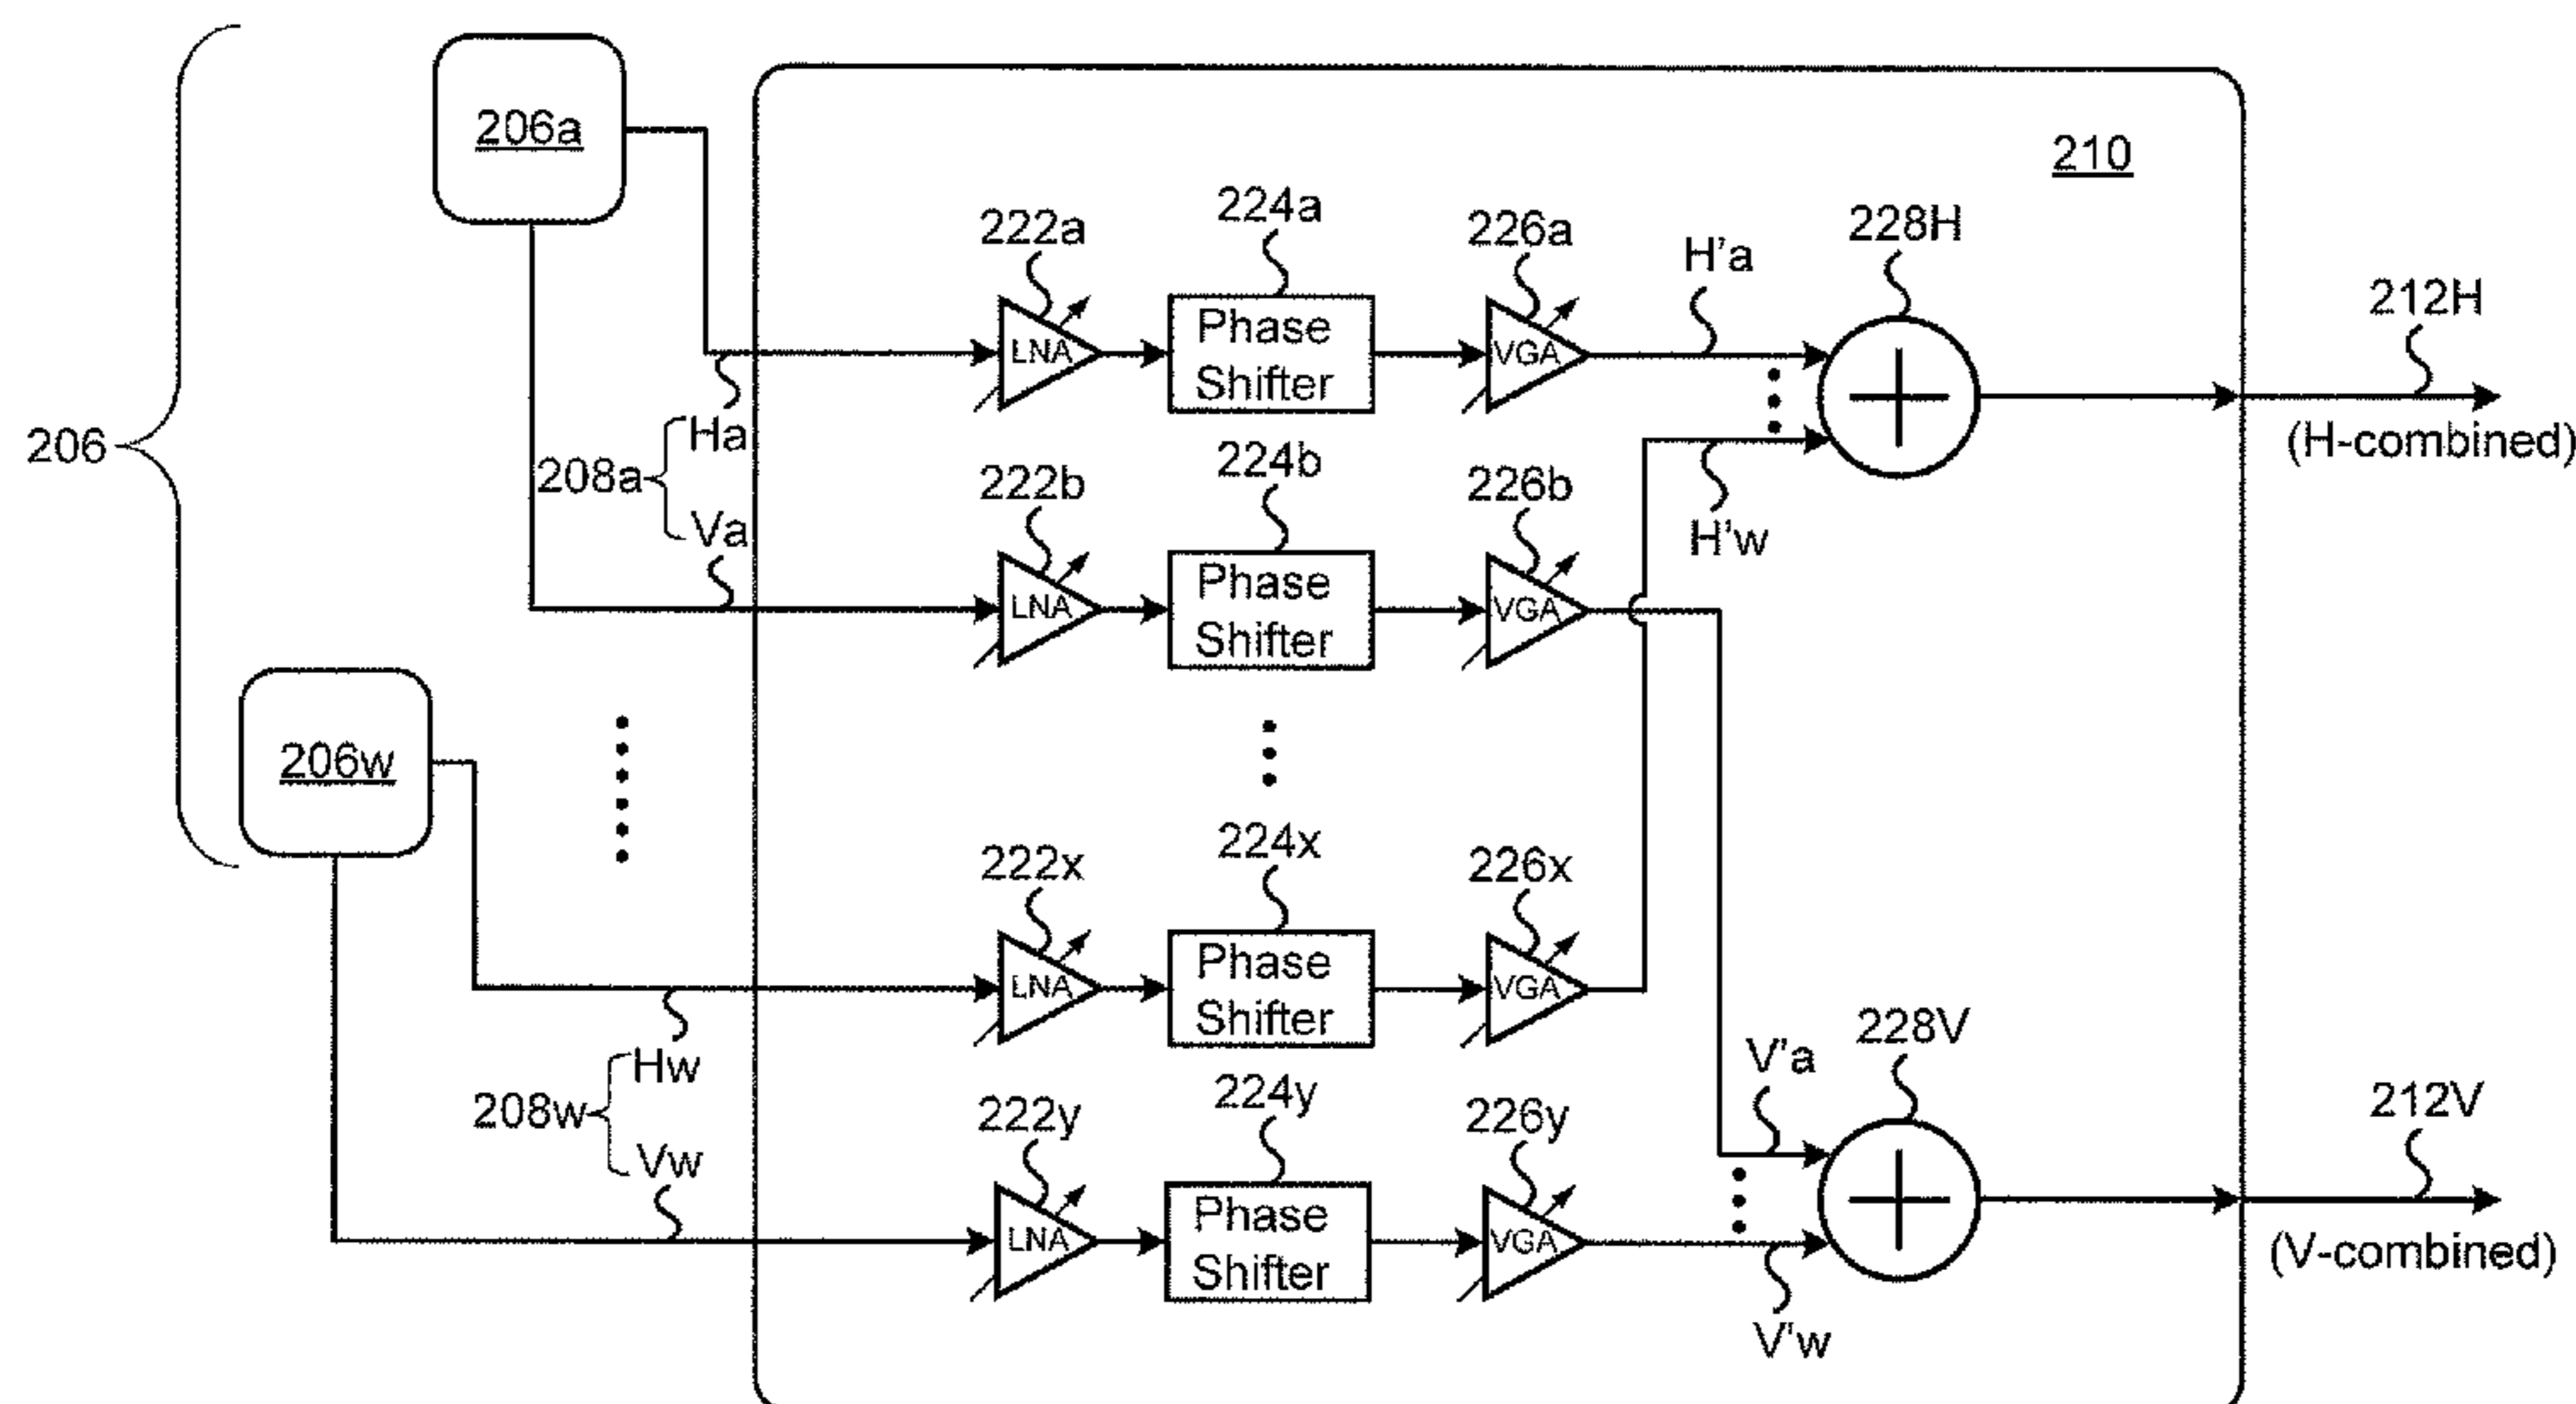 206
206a
206w
210
222a
224a
226a
H'a
228H
212H
LNA
Phase
Shifter
VGA
(H-combined)
208a
Ha
Va
222b
224b
226b
H'w
LNA
Phase
Shifter
VGA
222x
224x
226x
LNA
Phase
Shifter
VGA
208w
Hw
Vw
222y
224y
226y
V'a
228V
212V
LNA
Phase
Shifter
VGA
(V-combined)
V'w